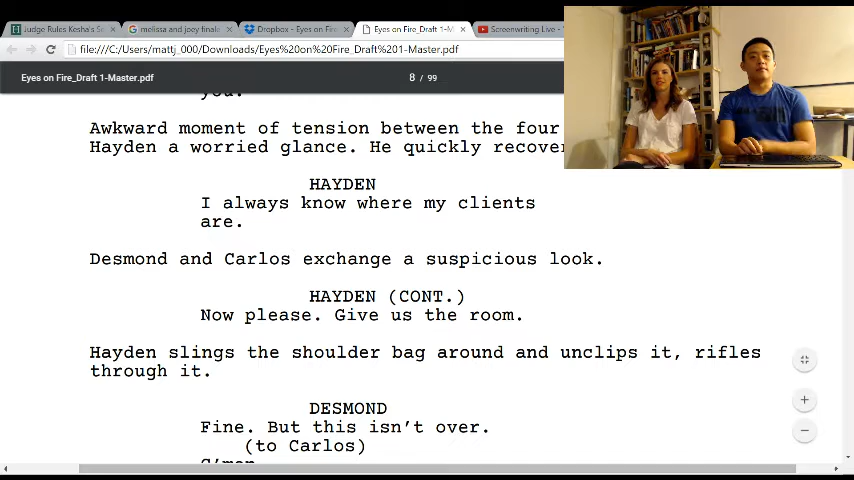 Judge Rules Kesha's S
melissa and joey finale
Dropbox - Eyes on Fire
Eyes on Fire_Draft 1-M
Screenwriting Live -
file:///C:/Users/mattj_000/Downloads/Eyes%20on%20Fire_Draft%201-Master.pdf
Eyes on Fire_Draft 1-Master.pdf
8 / 99
you.
Awkward moment of tension between the four
Hayden a worried glance. He quickly recove
HAYDEN
I always know where my clients
are.
Desmond and Carlos exchange a suspicious look.
HAYDEN (CONT.)
Now please. Give us the room.
Hayden slings the shoulder bag around and unclips it, rifles
through it.
DESMOND
Fine. But this isn't over.
(to Carlos)
C'mon